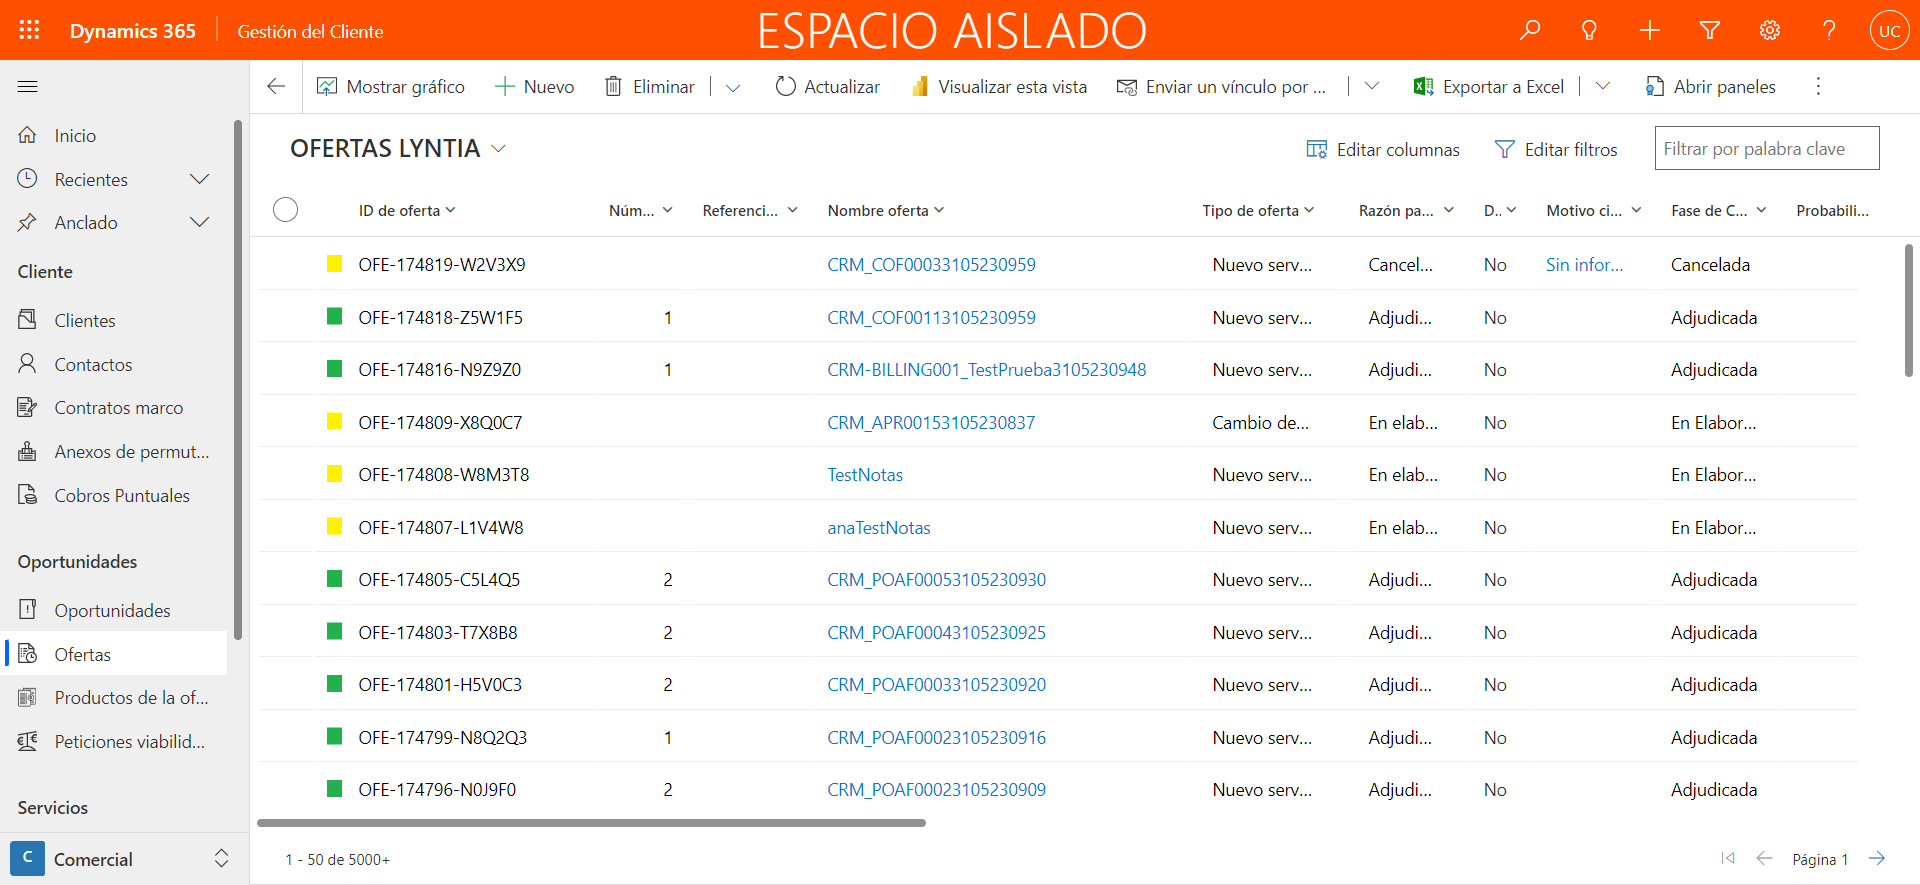 Dynamics 365 Gestión del Cliente ESPACIO AISLADO UC
Mostrar gráfico Nuevo Eliminar Actualizar Visualizar esta vista Enviar un vínculo por ... Exportar a Excel Abrir paneles
Inicio
Recientes
Anclado
Cliente
Clientes
Contactos
Contratos marco
Anexos de permut...
Cobros Puntuales
Oportunidades
Oportunidades
Ofertas
Productos de la of...
Peticiones viabilid...
Servicios
C Comercial
OFERTAS LYNTIA Editar columnas Editar filtros Filtrar por palabra clave
ID de oferta Núm... Referenci... Nombre oferta Tipo de oferta Razón pa... D.. Motivo ci... Fase de C... Probabili...
OFE-174819-W2V3X9 CRM_COF00033105230959 Nuevo serv... Cancel... No Sin infor... Cancelada
OFE-174818-Z5W1F5 1 CRM_COF00113105230959 Nuevo serv... Adjudi... No Adjudicada
OFE-174816-N9Z9Z0 1 CRM-BILLING001_TestPrueba3105230948 Nuevo serv... Adjudi... No Adjudicada
OFE-174809-X8Q0C7 CRM_APR00153105230837 Cambio de... En elab... No En Elabor...
OFE-174808-W8M3T8 TestNotas Nuevo serv... En elab... No En Elabor...
OFE-174807-L1V4W8 anaTestNotas Nuevo serv... En elab... No En Elabor...
OFE-174805-C5L4Q5 2 CRM_POAF00053105230930 Nuevo serv... Adjudi... No Adjudicada
OFE-174803-T7X8B8 2 CRM_POAF00043105230925 Nuevo serv... Adjudi... No Adjudicada
OFE-174801-H5V0C3 2 CRM_POAF00033105230920 Nuevo serv... Adjudi... No Adjudicada
OFE-174799-N8Q2Q3 1 CRM_POAF00023105230916 Nuevo serv... Adjudi... No Adjudicada
OFE-174796-N0J9F0 2 CRM_POAF00023105230909 Nuevo serv... Adjudi... No Adjudicada
1 - 50 de 5000+ Página 1